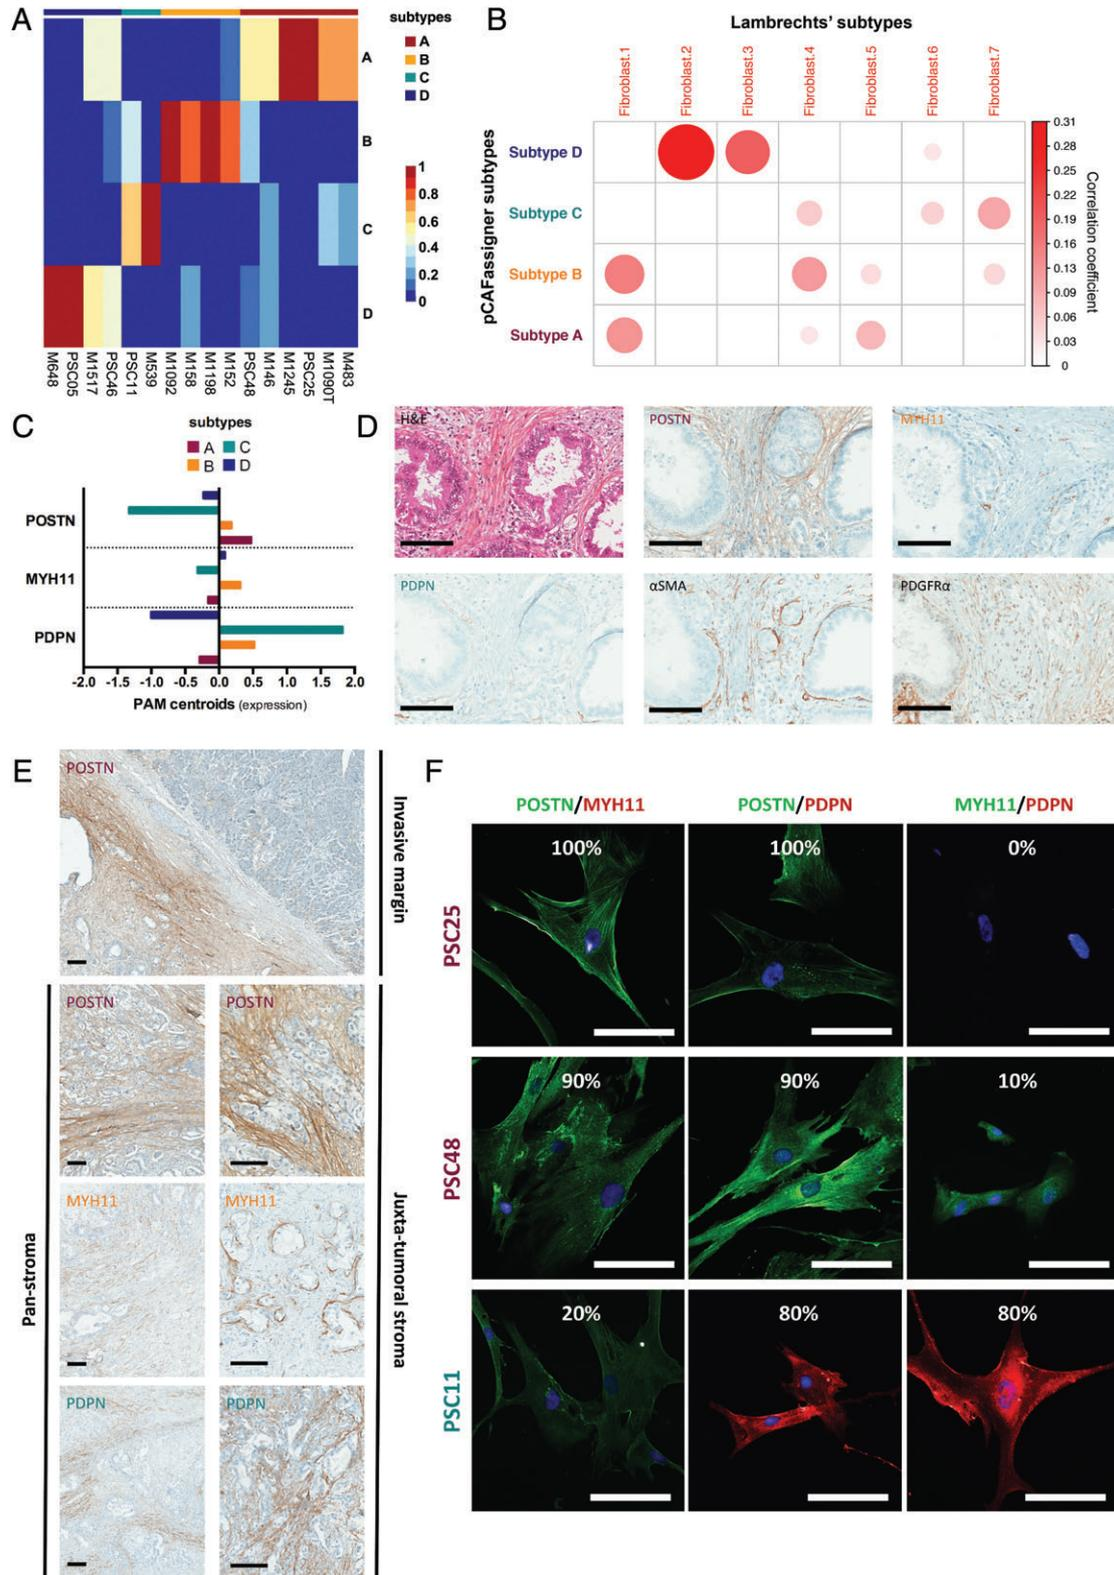 A
subtypes
A
B
C
D
1
0.8
0.6
0.4
0.2
0
A
B
C
D
M648
PSC05
M1517
PSC46
PSC11
M539
M1092
M158
M1198
M152
PSC48
M146
M1245
PSC25
M1090T
M483
B
Lambrechts' subtypes
Fibroblast.1
Fibroblast.2
Fibroblast.3
Fibroblast.4
Fibroblast.5
Fibroblast.6
Fibroblast.7
pCAFassigner subtypes
Subtype D
Subtype C
Subtype B
Subtype A
0.31
0.28
0.25
0.22
0.19
0.16
0.13
0.09
0.06
0.03
0
Correlation coefficient
C
subtypes
A C
B D
POSTN
MYH11
PDPN
-2.0 -1.5 -1.0 -0.5 0.0 0.5 1.0 1.5 2.0
PAM centroids (expression)
D
H&E
POSTN
MYH11
PDPN
αSMA
PDGFRα
E
POSTN
Invasive margin
POSTN
POSTN
MYH11
MYH11
PDPN
PDPN
Pan-stroma
Juxta-tumoral stroma
F
POSTN/MYH11
POSTN/PDPN
MYH11/PDPN
PSC25
100%
100%
0%
PSC48
90%
90%
10%
PSC11
20%
80%
80%